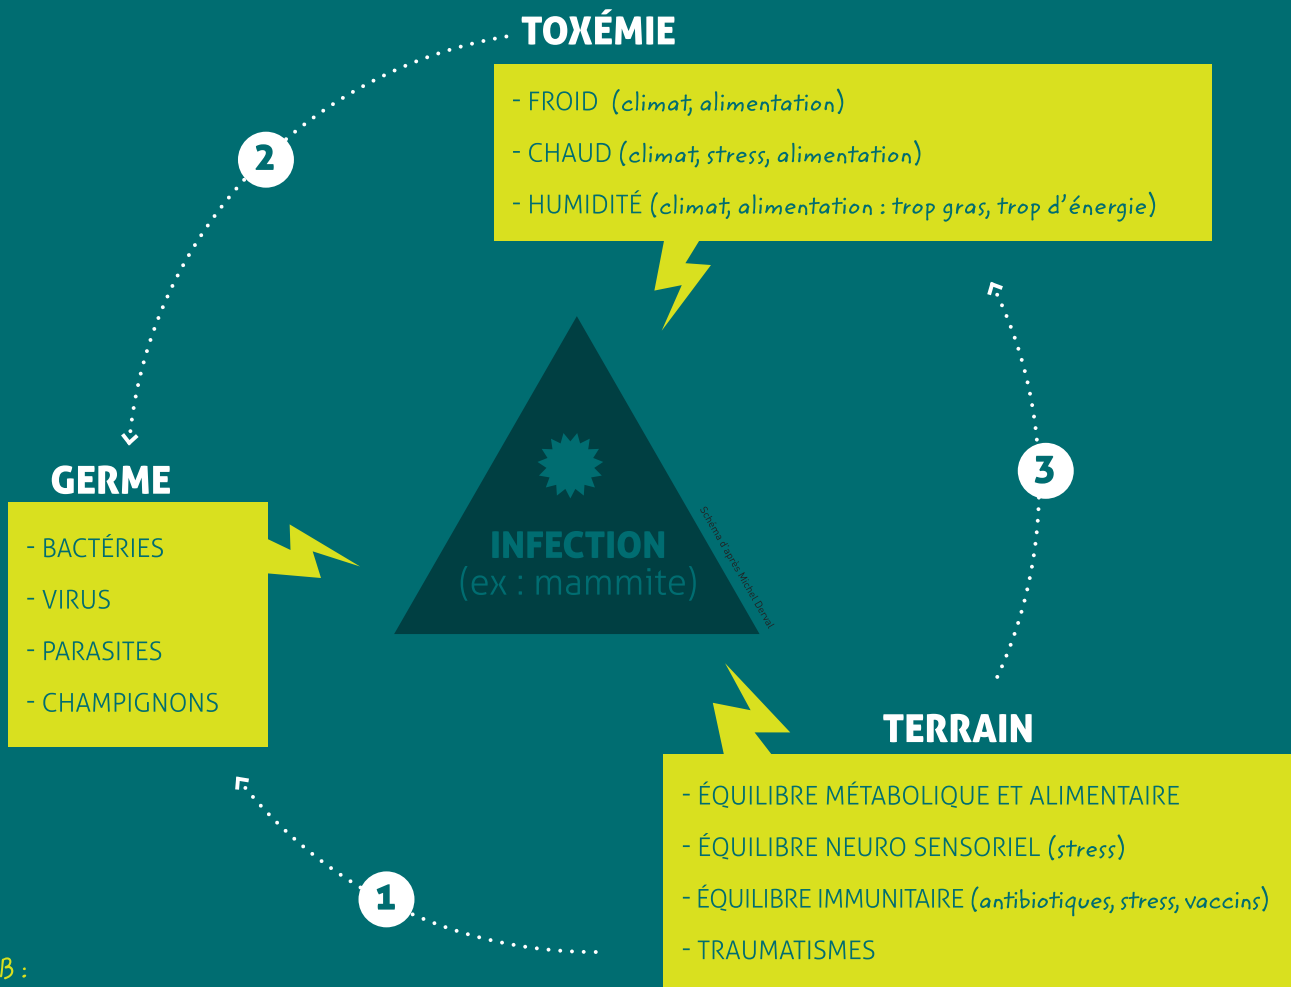 TOXÉMIE
- FROID (climat, alimentation)
- CHAUD (climat, stress, alimentation)
- HUMIDITÉ (climat, alimentation : trop gras, trop d'énergie)
2
3
GERME
- BACTÉRIES
- VIRUS
- PARASITES
- CHAMPIGNONS
INFECTION
(ex : mammite)
Schéma d'après Michel Derval
TERRAIN
- ÉQUILIBRE MÉTABOLIQUE ET ALIMENTAIRE
- ÉQUILIBRE NEURO SENSORIEL (stress)
- ÉQUILIBRE IMMUNITAIRE (antibiotiques, stress, vaccins)
- TRAUMATISMES
1
B :